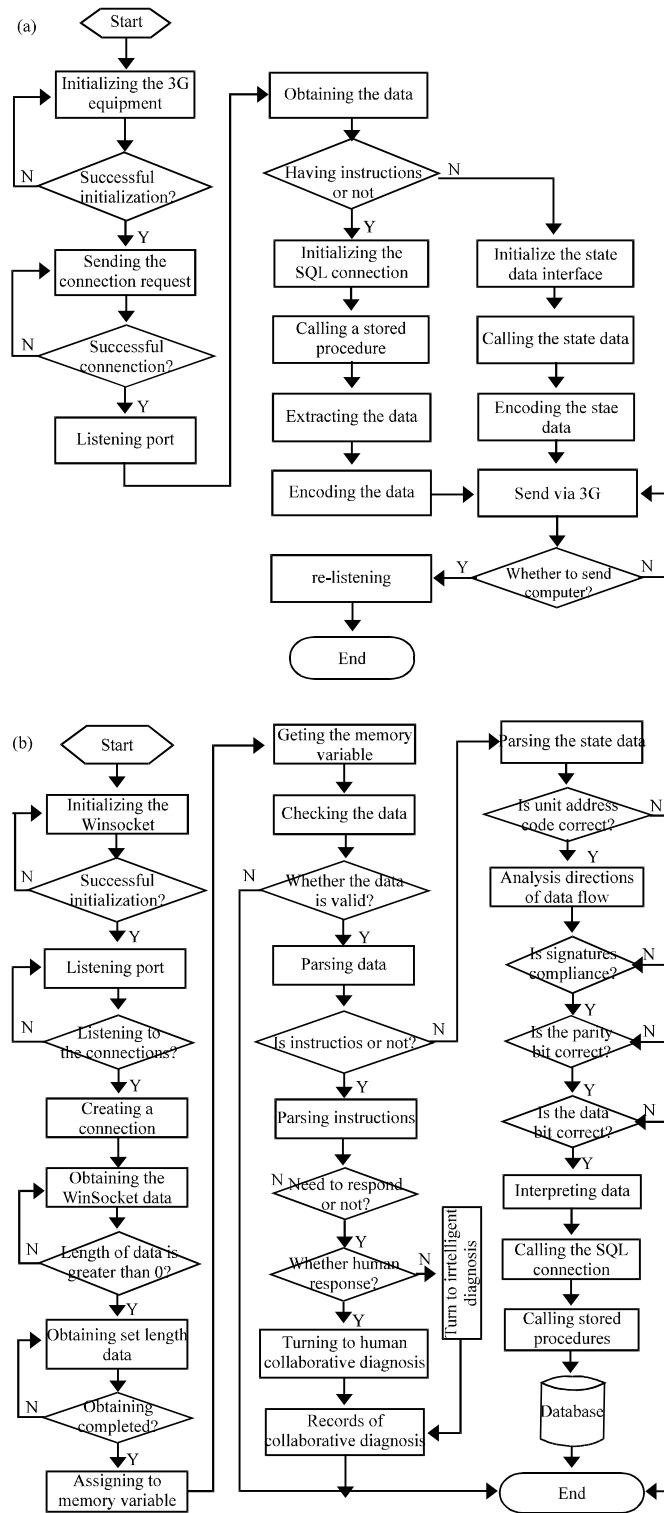 (a)
Start
Initializing the 3G
equipment
N
Successful
initialization?
Y
Sending the
connection request
N
Successful
connenction?
Y
Listening port
Obtaining the data
Having instructions
or not
N
Y
Initializing the
SQL connection
Calling a stored
procedure
Extracting the data
Encoding the data
Initialize the state
data interface
Calling the state data
Encoding the stae
data
Send via 3G
Whether to send
computer?
Y
N
re-listening
End
(b)
Start
Initializing the
Winsocket
N
Successful
initialization?
Y
Listening port
N
Listening to
the connections?
Y
Creating a
connection
Obtaining the
WinSocket data
N
Length of data is
greater than 0?
Y
Obtaining set length
data
N
Obtaining
completed?
Y
Assigning to
memory variable
Geting the memory
variable
Checking the data
N
Whether the data
is valid?
Y
Parsing data
Is instructios or not?
N
Y
Parsing instructions
N
Need to respond
or not?
Y
Whether human
response?
N
Y
Turn to irrtelligent
diagnosis
Turning to human
collaborative diagnosis
Records of
collaborative diagnosis
Parsing the state data
Is unit address
code correct?
N
Y
Analysis directions
of data flow
Is signatures
compliance?
N
Y
Is the parity
bit correct?
N
Y
Is the data
bit correct?
N
Y
Interpreting data
Calling the SQL
connection
Calling stored
procedures
Database
End